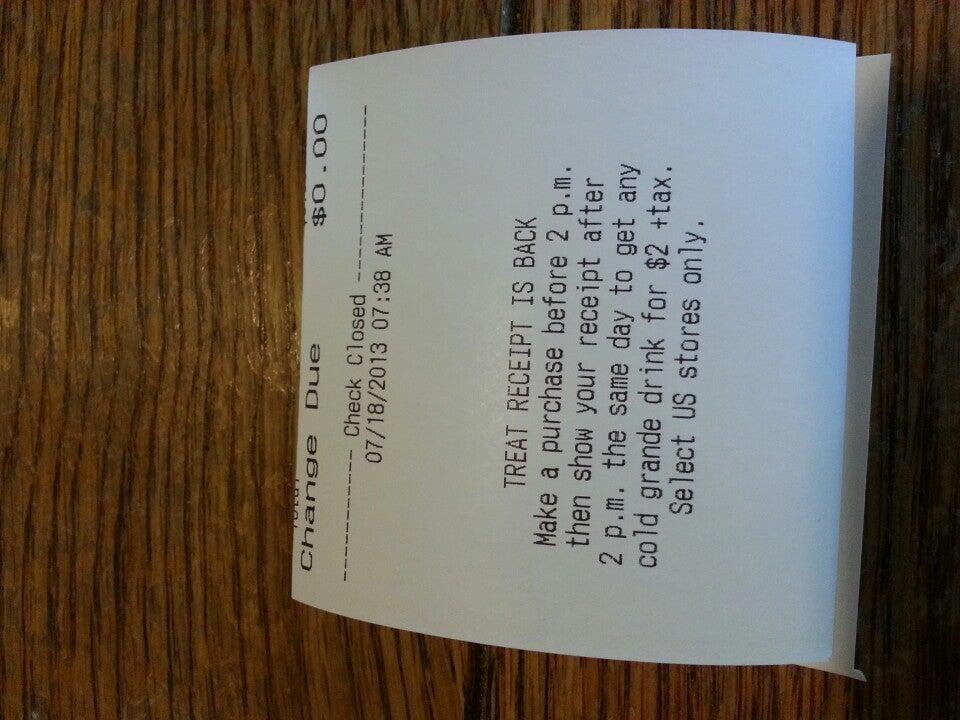 Total
Change Due $0.00
---------- Check Closed ----------
07/18/2013 07:38 AM
TREAT RECEIPT IS BACK
Make a purchase before 2 p.m.
then show your receipt after
2 p.m. the same day to get any
cold grande drink for $2 +tax.
Select US stores only.